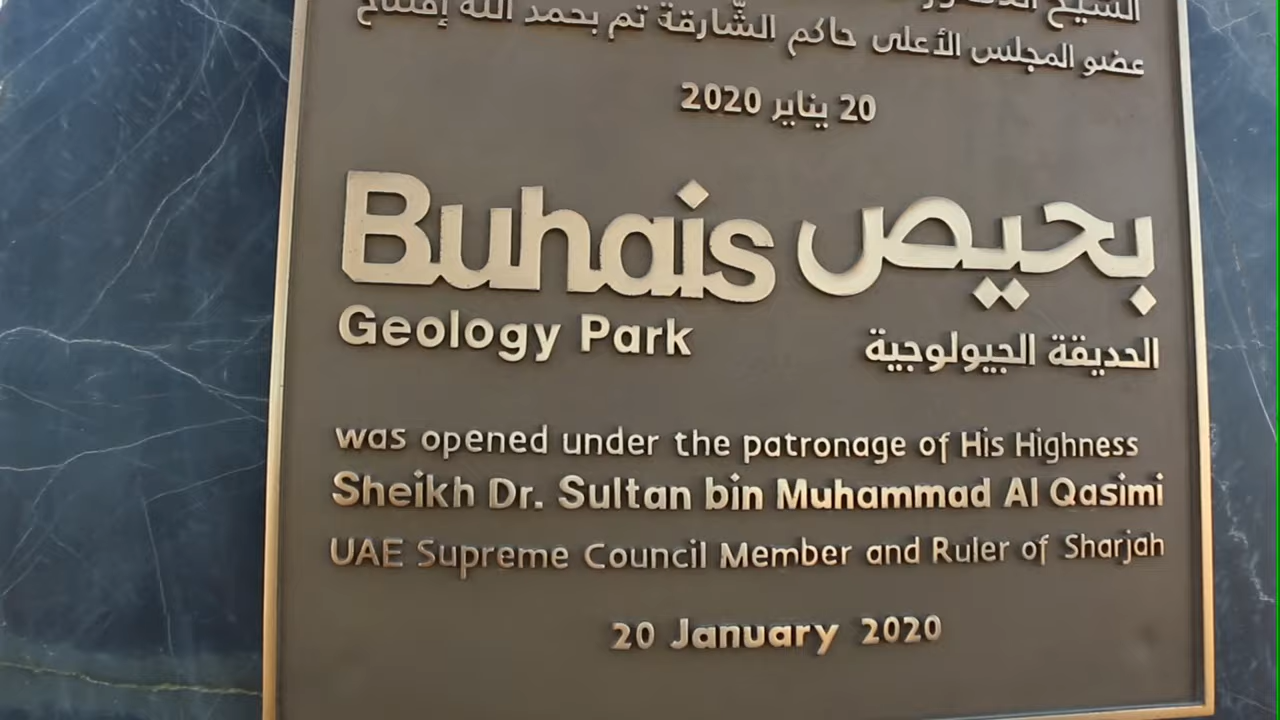 عضو المجلس الأعلى حاكم الشّارقة تم بحمد الله إفتتاح
20 يناير 2020
Buhais بحيص
Geology Park الحديقة الجيولوجية
was opened under the patronage of His Highness
Sheikh Dr. Sultan bin Muhammad Al Qasimi
UAE Supreme Council Member and Ruler of Sharjah
20 January 2020